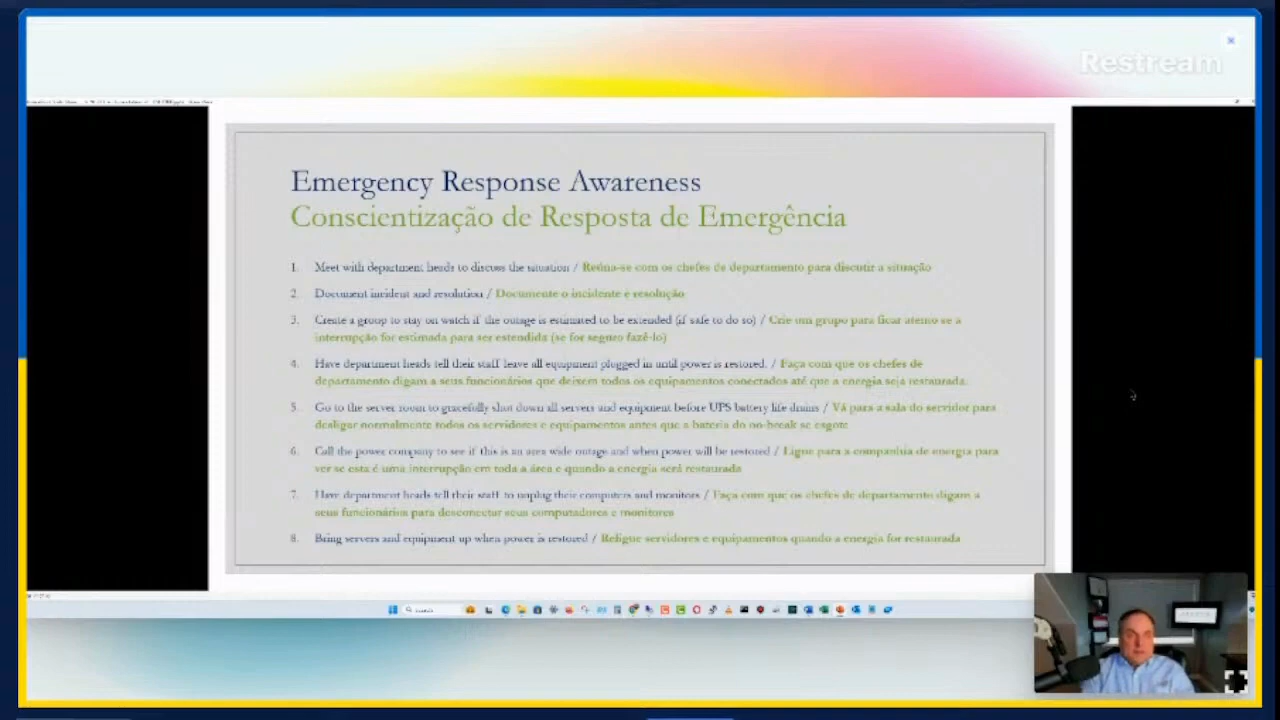 Restream
Emergency Response Awareness
Conscientização de Resposta de Emergência
1. Meet with department heads to discuss the situation / Reúna-se com os chefes de departamento para discutir a situação
2. Document incident and resolution / Documente o incidente e resolução
3. Create a group to stay on watch if the outage is estimated to be extended (if safe to do so) / Crie um grupo para ficar atento se a
interrupção for estimada para ser estendida (se for seguro fazê-lo)
4. Have department heads tell their staff leave all equipment plugged in until power is restored. / Faça com que os chefes de
departamento digam a seus funcionários que deixem todos os equipamentos conectados até que a energia seja restaurada.
5. Go to the server room to gracefully shut down all servers and equipment before UPS battery life drains / Vá para a sala do servidor para
desligar normalmente todos os servidores e equipamentos antes que a bateria do no-break se esgote
6. Call the power company to see if this is an area wide outage and when power will be restored / Ligue para a companhia de energia para
ver se esta é uma interrupção em toda a área e quando a energia será restaurada
7. Have department heads tell their staff to unplug their computers and monitors / Faça com que os chefes de departamento digam a
seus funcionários para desconectar seus computadores e monitores
8. Bring servers and equipment up when power is restored / Religue servidores e equipamentos quando a energia for restaurada
Search